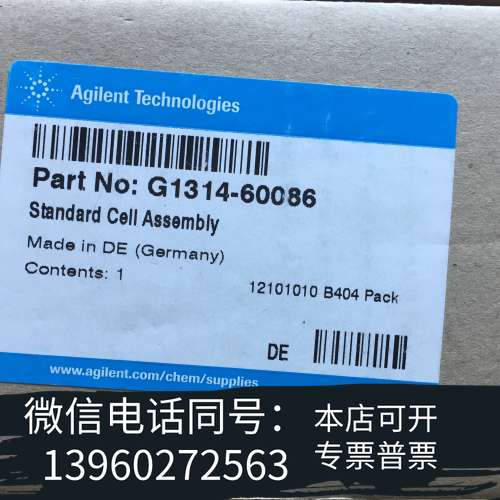 Agilent Technologies
Part No: G1314-60086
Standard Cell Assembly
Made in DE (Germany)
Contents: 1
12101010 B404 Pack
DE
www.agilent.com/chem/supplies
微信电话同号：
13960272563
本店可开
专票普票